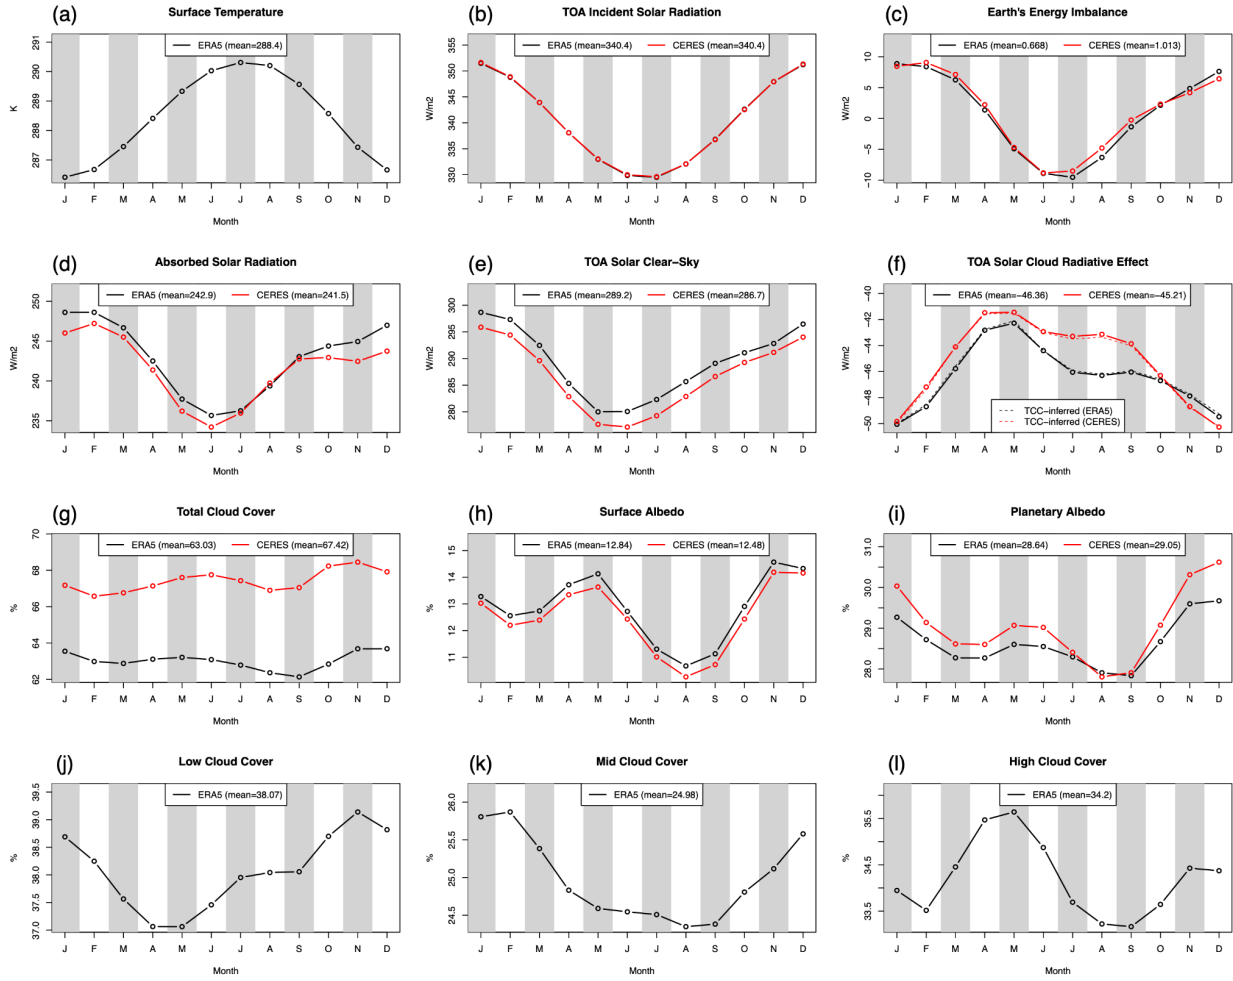 (a) Surface Temperature
ERA5 (mean=288.4)
K
287 288 289 290 291
J F M A M J J A S O N D
Month
(b) TOA Incident Solar Radiation
ERA5 (mean=340.4) CERES (mean=340.4)
W/m2
330 335 340 345 350 355
J F M A M J J A S O N D
Month
(c) Earth's Energy Imbalance
ERA5 (mean=0.668) CERES (mean=1.013)
W/m2
−10 −5 0 5 10
J F M A M J J A S O N D
Month
(d) Absorbed Solar Radiation
ERA5 (mean=242.9) CERES (mean=241.5)
W/m2
235 240 245 250
J F M A M J J A S O N D
Month
(e) TOA Solar Clear−Sky
ERA5 (mean=289.2) CERES (mean=286.7)
W/m2
280 285 290 295 300
J F M A M J J A S O N D
Month
(f) TOA Solar Cloud Radiative Effect
ERA5 (mean=−46.36) CERES (mean=−45.21)
W/m2
−50 −48 −46 −44 −42 −40
TCC−inferred (ERA5)
TCC−inferred (CERES)
J F M A M J J A S O N D
Month
(g) Total Cloud Cover
ERA5 (mean=63.03) CERES (mean=67.42)
%
62 64 66 68 70
J F M A M J J A S O N D
Month
(h) Surface Albedo
ERA5 (mean=12.84) CERES (mean=12.48)
%
11 12 13 14 15
J F M A M J J A S O N D
Month
(i) Planetary Albedo
ERA5 (mean=28.64) CERES (mean=29.05)
%
28.0 29.0 30.0 31.0
J F M A M J J A S O N D
Month
(j) Low Cloud Cover
ERA5 (mean=38.07)
%
37.0 37.5 38.0 38.5 39.0 39.5
J F M A M J J A S O N D
Month
(k) Mid Cloud Cover
ERA5 (mean=24.98)
%
24.5 25.0 25.5 26.0
J F M A M J J A S O N D
Month
(l) High Cloud Cover
ERA5 (mean=34.2)
%
33.5 34.5 35.5
J F M A M J J A S O N D
Month